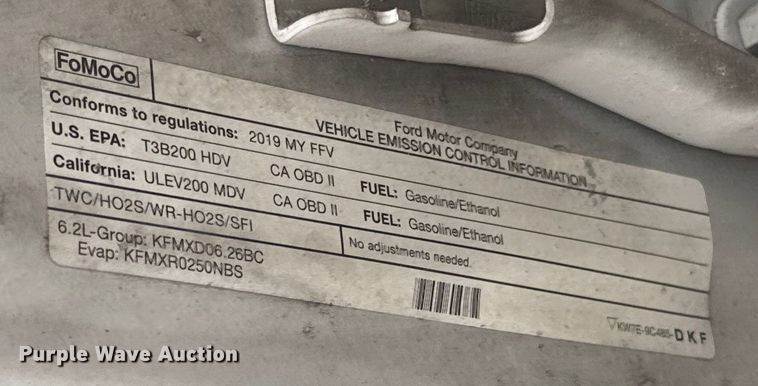 FoMoCo
Ford Motor Company
VEHICLE EMISSION CONTROL INFORMATION
Conforms to regulations: 2019 MY FFV
U.S. EPA: T3B200 HDV CA OBD II FUEL: Gasoline/Ethanol
California: ULEV200 MDV CA OBD II FUEL: Gasoline/Ethanol
TWC/HO2S/WR-HO2S/SFI
No adjustments needed.
6.2L-Group: KFMXD06.26BC
Evap: KFMXR0250NBS
DKF
Purple Wave Auction